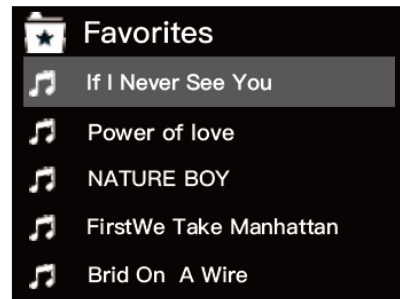 Favorites
If I Never See You
Power of love
NATURE BOY
FirstWe Take Manhattan
Brid On A Wire